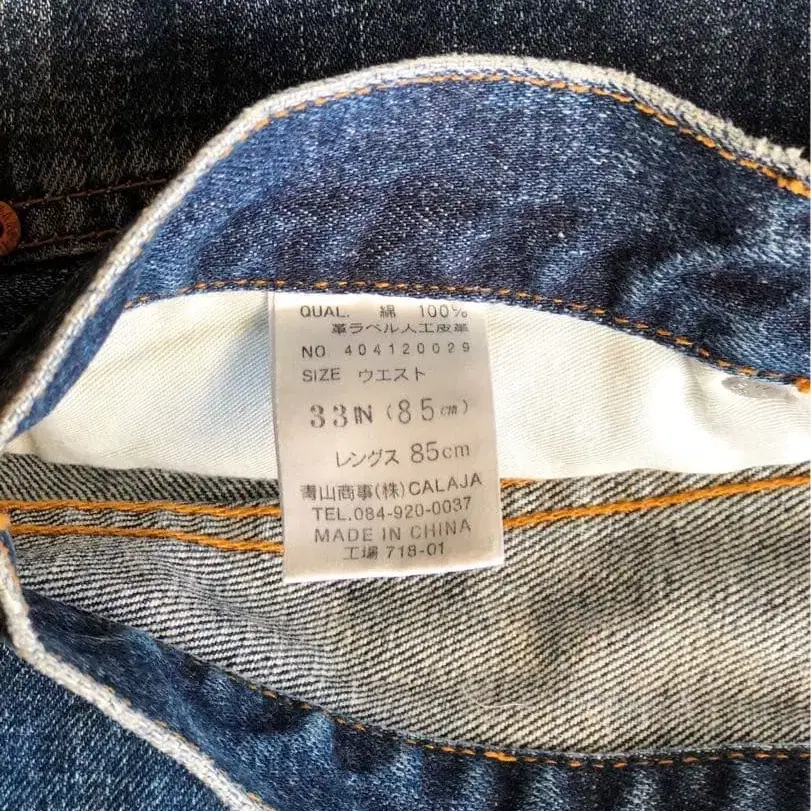 QUAL. 綿 100%
革ラベル人工皮革
NO 404120029
SIZE ウエスト
33IN (85cm)
レングス 85cm
青山商事(株)CALAJA
TEL.084-920-0037
MADE IN CHINA
工場 718-01